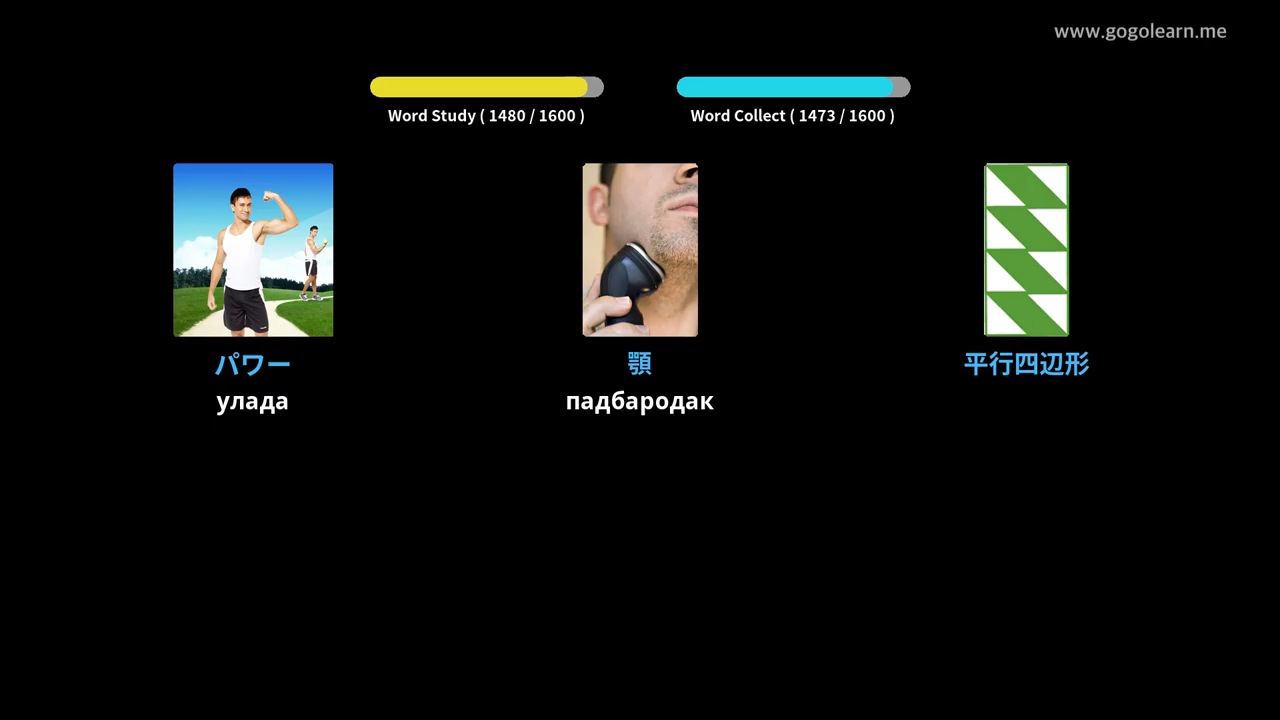 www.gogolearn.me
Word Study ( 1480 / 1600 )
Word Collect ( 1473 / 1600 )
パワー
顎
平行四辺形
улада
падбародак